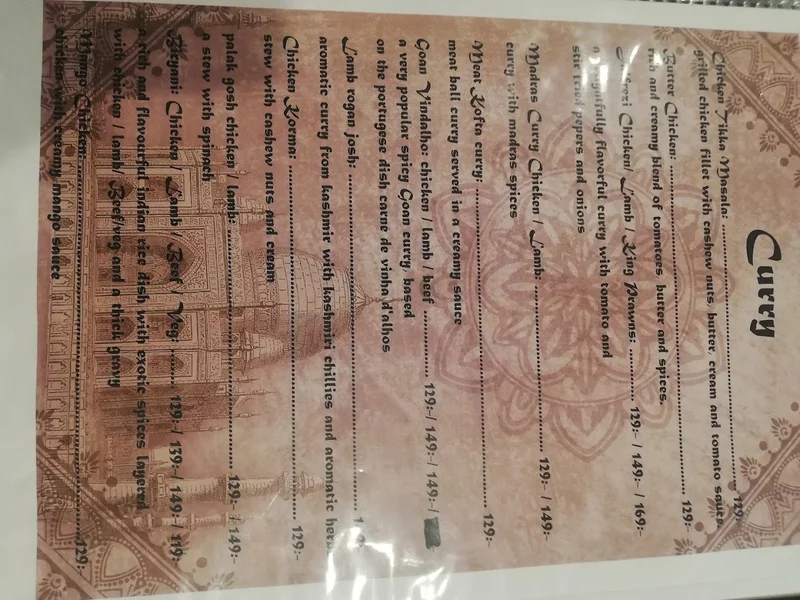 Curry
Chicken Tikka Masala: ........ 129:-
grilled chicken fillet with cashew nuts, butter, cream and tomato sauce.
Butter Chicken: ........ 129:-
rich and creamy blend of tomatoes, butter and spices.
Jalfrezi Chicken/ Lamb / King Prawns: ........ 129:- / 149:- / 169:-
a flavorful curry with tomato and
stir fried pepers and onions
Madras Curry Chicken / Lamb: ........ 129:- / 149:-
curry with madras spices
Meat Kofta curry: ........ 129:-
meat ball curry served in a creamy sauce
Goan Vindalho: chicken / lamb / beef ........ 129:-/ 149:-/ 149:-/
a very popular spicy Goan curry, based
on the portugese dish carne de vinha d'alhos
Lamb rogan josh: ........
aromatic curry from kashmir with kashmiri chillies and aromatic herb
Chicken Korma: ........ 129:-
stew with cashew nuts and cream
palak gosh chicken / lamb: ........ 129:- / 149:-
a stew with spinach
Biryani: Chicken / Lamb / Beef / Veg: ........ 129:-/ 139:-/ 149:-/ 119:-
a rich and flavourful indian rice dish with exotic spices layered
with chicken / lamb/ Beef/veg and a thick gravy
Mango Chicken: ........ 129:-
chicken with creamy mango sauce